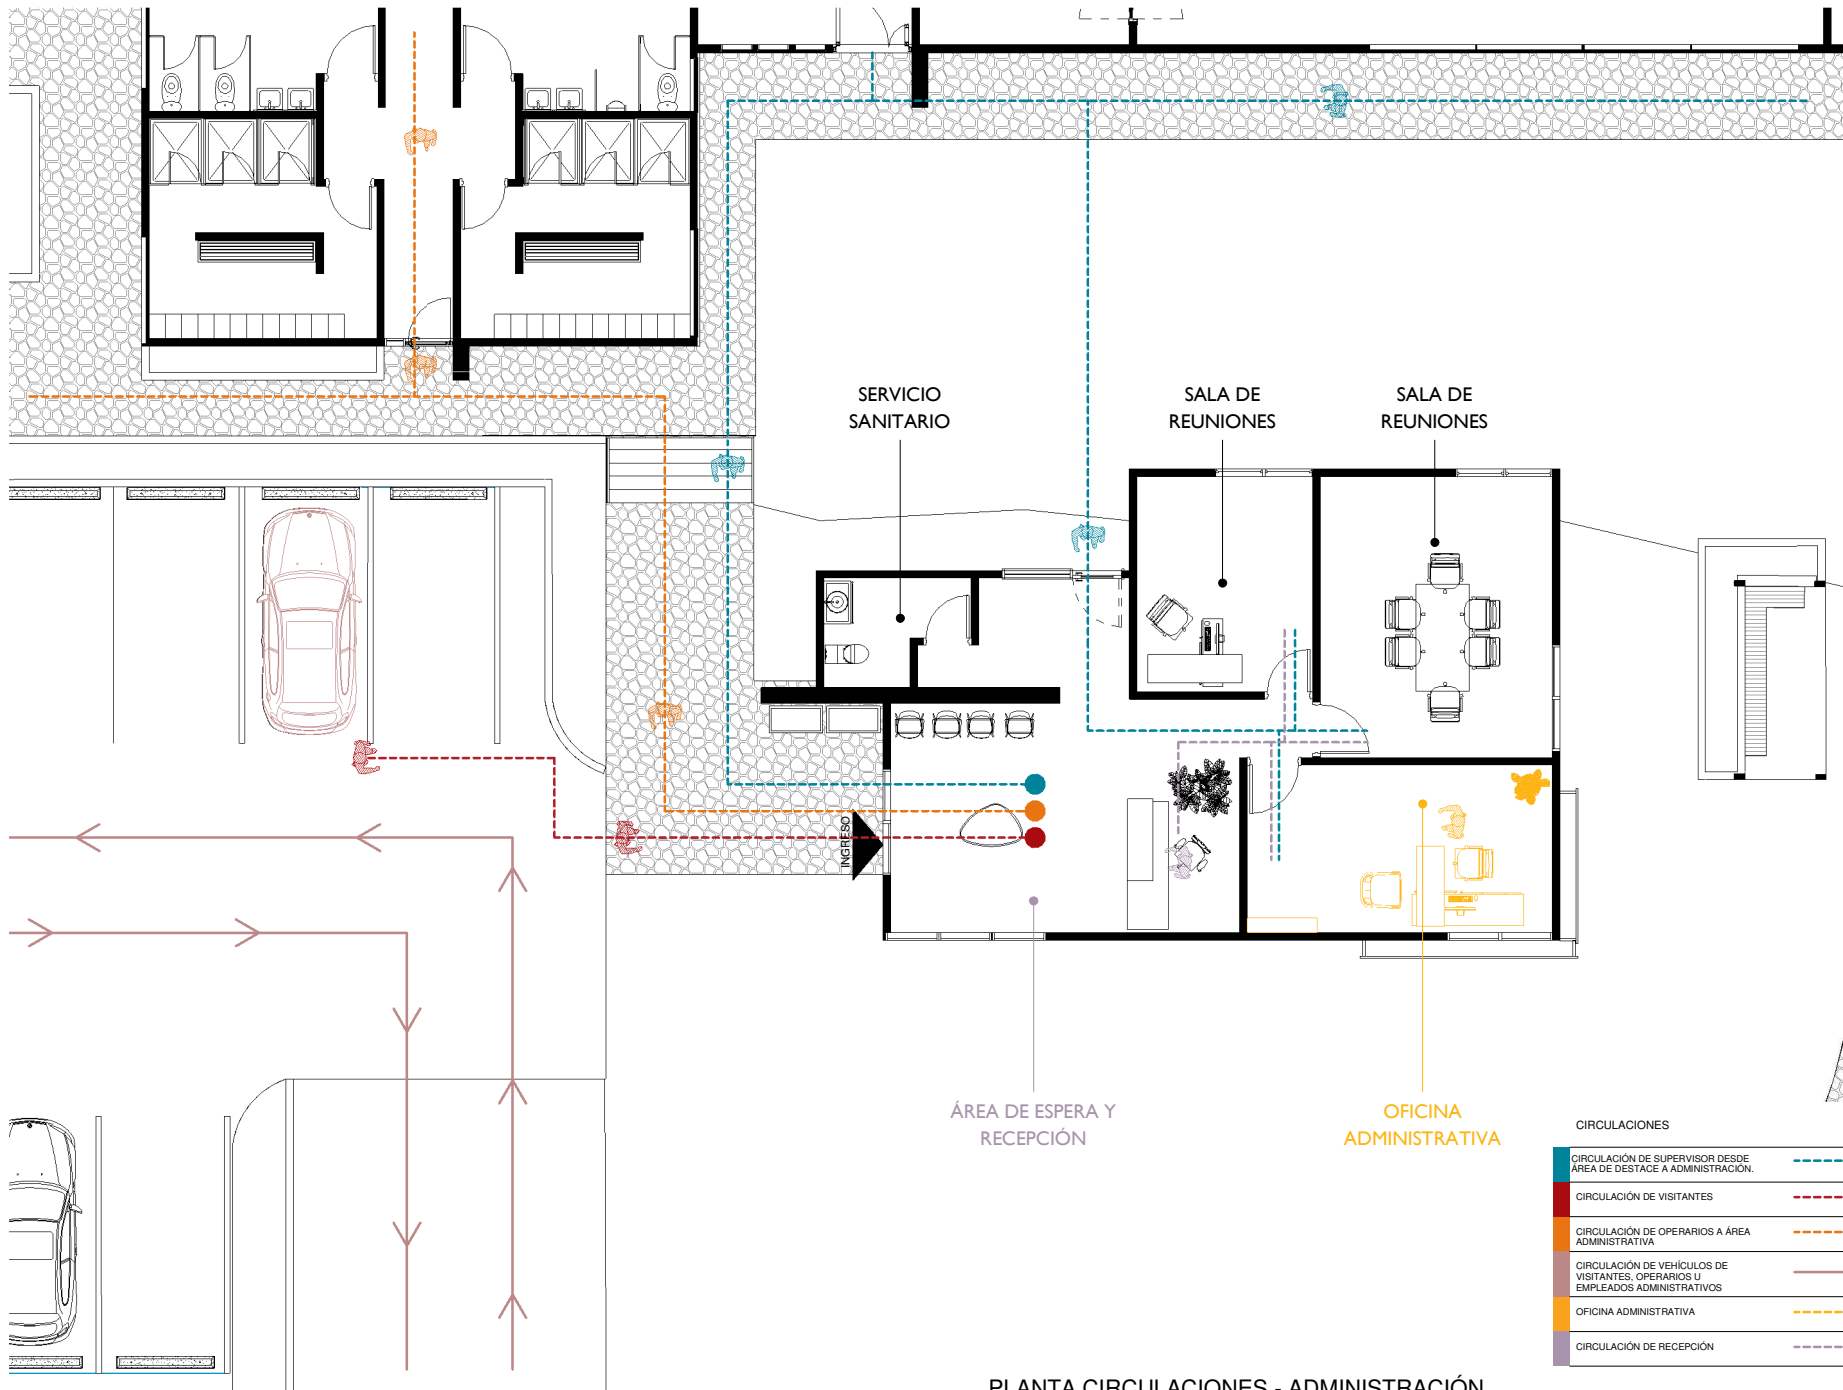 SERVICIO
SANITARIO
SALA DE
REUNIONES
SALA DE
REUNIONES
INGRESO
ÁREA DE ESPERA Y
RECEPCIÓN
OFICINA
ADMINISTRATIVA
CIRCULACIONES
CIRCULACIÓN DE SUPERVISOR DESDE
ÁREA DE DESTACE A ADMINISTRACIÓN.
CIRCULACIÓN DE VISITANTES
CIRCULACIÓN DE OPERARIOS A ÁREA
ADMINISTRATIVA
CIRCULACIÓN DE VEHÍCULOS DE
VISITANTES, OPERARIOS U
EMPLEADOS ADMINISTRATIVOS
OFICINA ADMINISTRATIVA
CIRCULACIÓN DE RECEPCIÓN
PLANTA CIRCULACIONES - ADMINISTRACIÓN